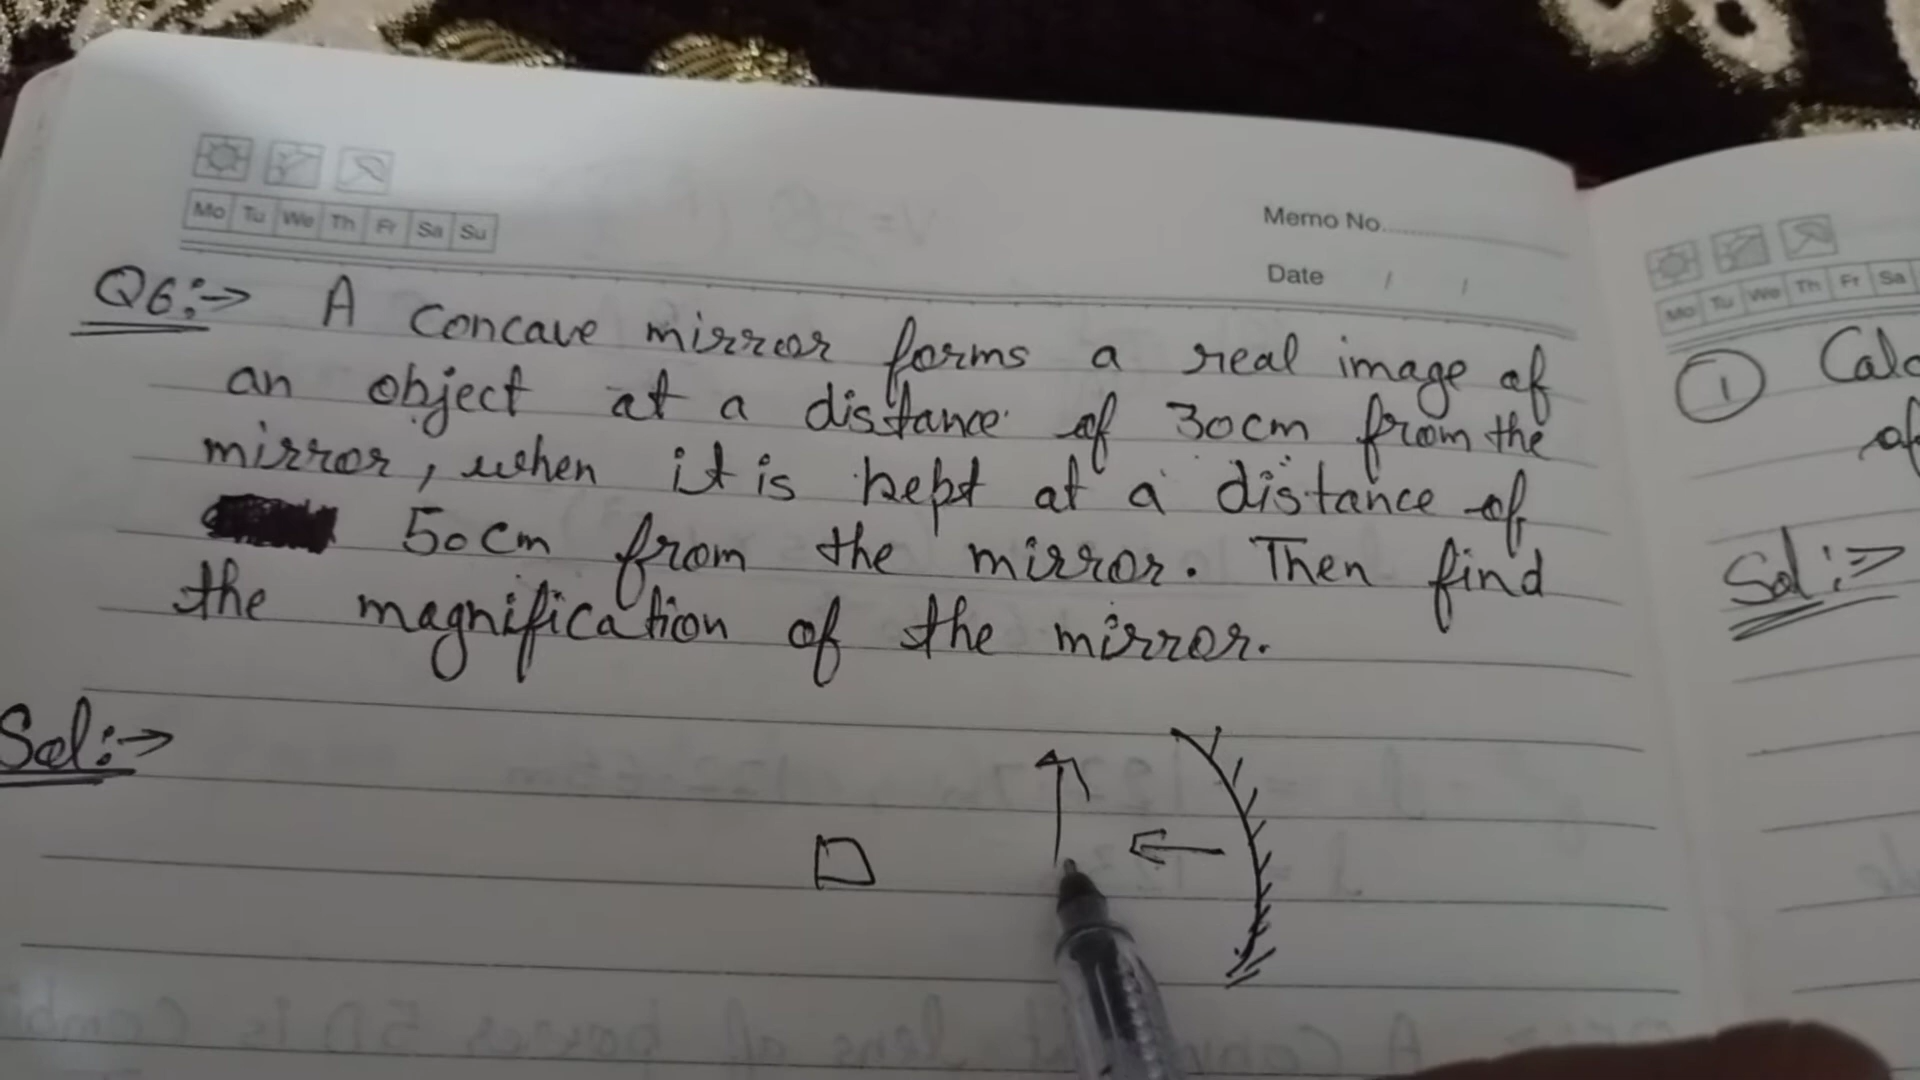 Mo Tu We Th Fr Sa Su
Memo No.
Date / /
Q6:→ A concave mirror forms a real image of
an object at a distance of 30cm from the
mirror, when it is kept at a distance of
50cm from the mirror. Then find
the magnification of the mirror.
Sol:→
Mo Tu We Th Fr Sa
① Calc
of
Sol:→